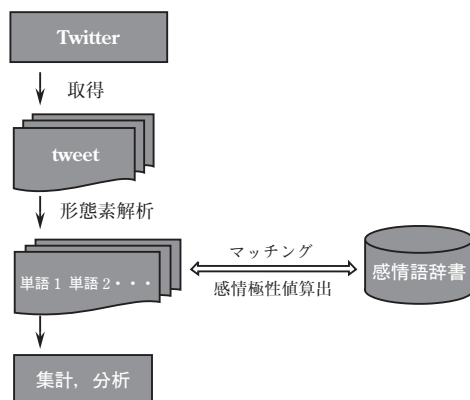 Twitter
取得
tweet
形態素解析
単語 1 単語 2・・・
マッチング
感情極性値算出
感情語辞書
集計，分析